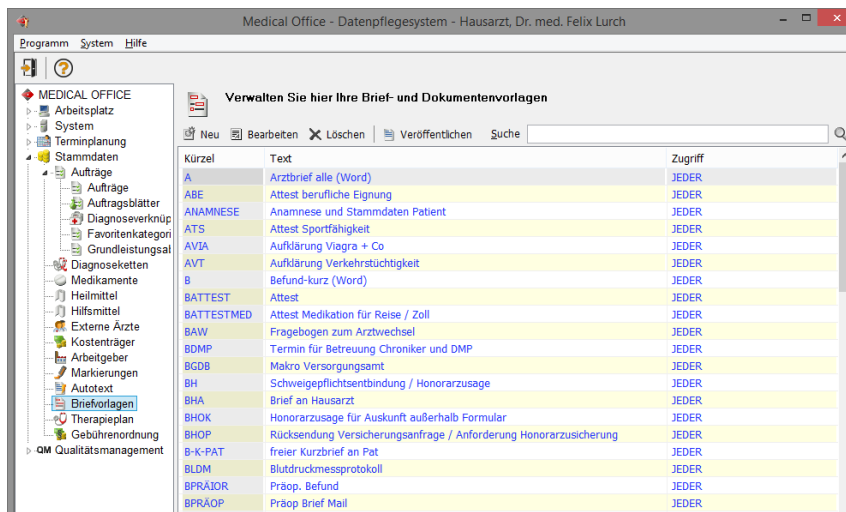 Medical Office - Datenpflegesystem - Hausarzt, Dr. med. Felix Lurch
Programm System Hilfe
MEDICAL OFFICE
Arbeitsplatz
System
Terminplanung
Stammdaten
Aufträge
Aufträge
Auftragsblätter
Diagnoseverknüp
Favoritenkategori
Grundleistungsal
Diagnoseketten
Medikamente
Heilmittel
Hilfsmittel
Externe Ärzte
Kostenträger
Arbeitgeber
Markierungen
Autotext
Briefvorlagen
Therapieplan
Gebührenordnung
QM Qualitätsmanagement
Verwalten Sie hier Ihre Brief- und Dokumentenvorlagen
Neu Bearbeiten Löschen Veröffentlichen Suche
Kürzel Text Zugriff
A Arztbrief alle (Word) JEDER
ABE Attest berufliche Eignung JEDER
ANAMNESE Anamnese und Stammdaten Patient JEDER
ATS Attest Sportfähigkeit JEDER
AVIA Aufklärung Viagra + Co JEDER
AVT Aufklärung Verkehrstüchtigkeit JEDER
B Befund-kurz (Word) JEDER
BATTEST Attest JEDER
BATTESTMED Attest Medikation für Reise / Zoll JEDER
BAW Fragebogen zum Arztwechsel JEDER
BDMP Termin für Betreuung Chroniker und DMP JEDER
BGDB Makro Versorgungsamt JEDER
BH Schweigepflichtsentbindung / Honorarzusage JEDER
BHA Brief an Hausarzt JEDER
BHOK Honorarzusage für Auskunft außerhalb Formular JEDER
BHOP Rücksendung Versicherungsanfrage / Anforderung Honorarzusicherung JEDER
B-K-PAT freier Kurzbrief an Pat JEDER
BLDM Blutdruckmessprotokoll JEDER
BPRÄIOR Präop. Befund JEDER
BPRÄOP Präop Brief Mail JEDER